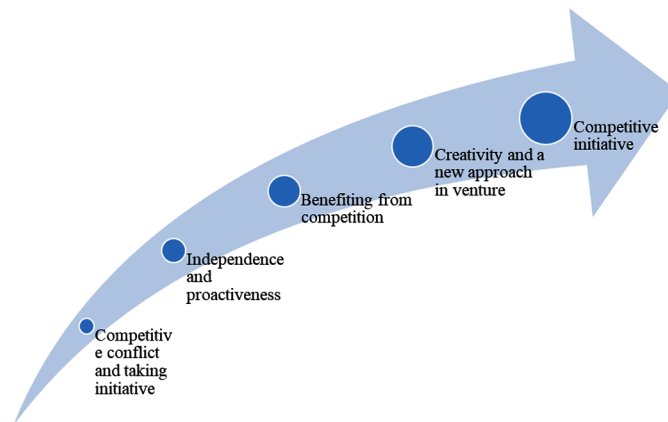 Competitive
initiative
Creativity and a
new approach
in venture
Benefiting from
competition
Independence
and
proactiveness
Competitiv
e conflict
and taking
initiative